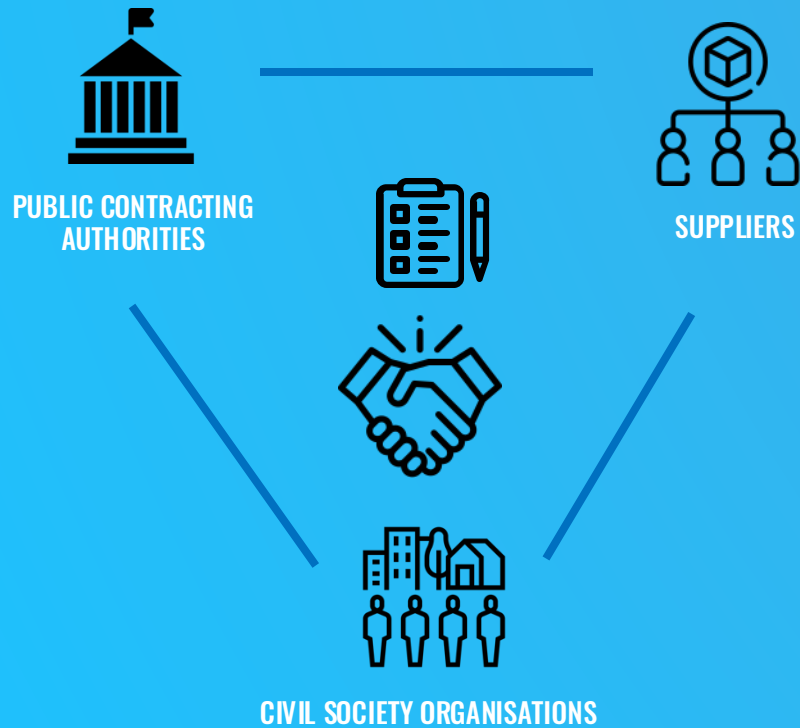 PUBLIC CONTRACTING
AUTHORITIES
SUPPLIERS
CIVIL SOCIETY ORGANISATIONS